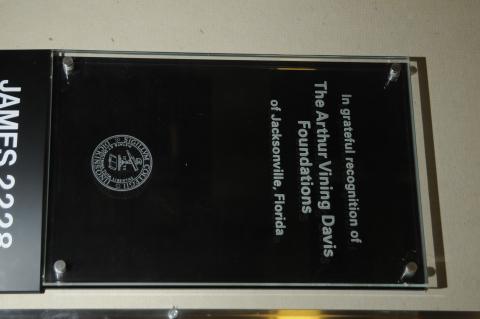 In grateful recognition of
The Arthur Vining Davis
Foundations
of Jacksonville, Florida
JAMES 2228